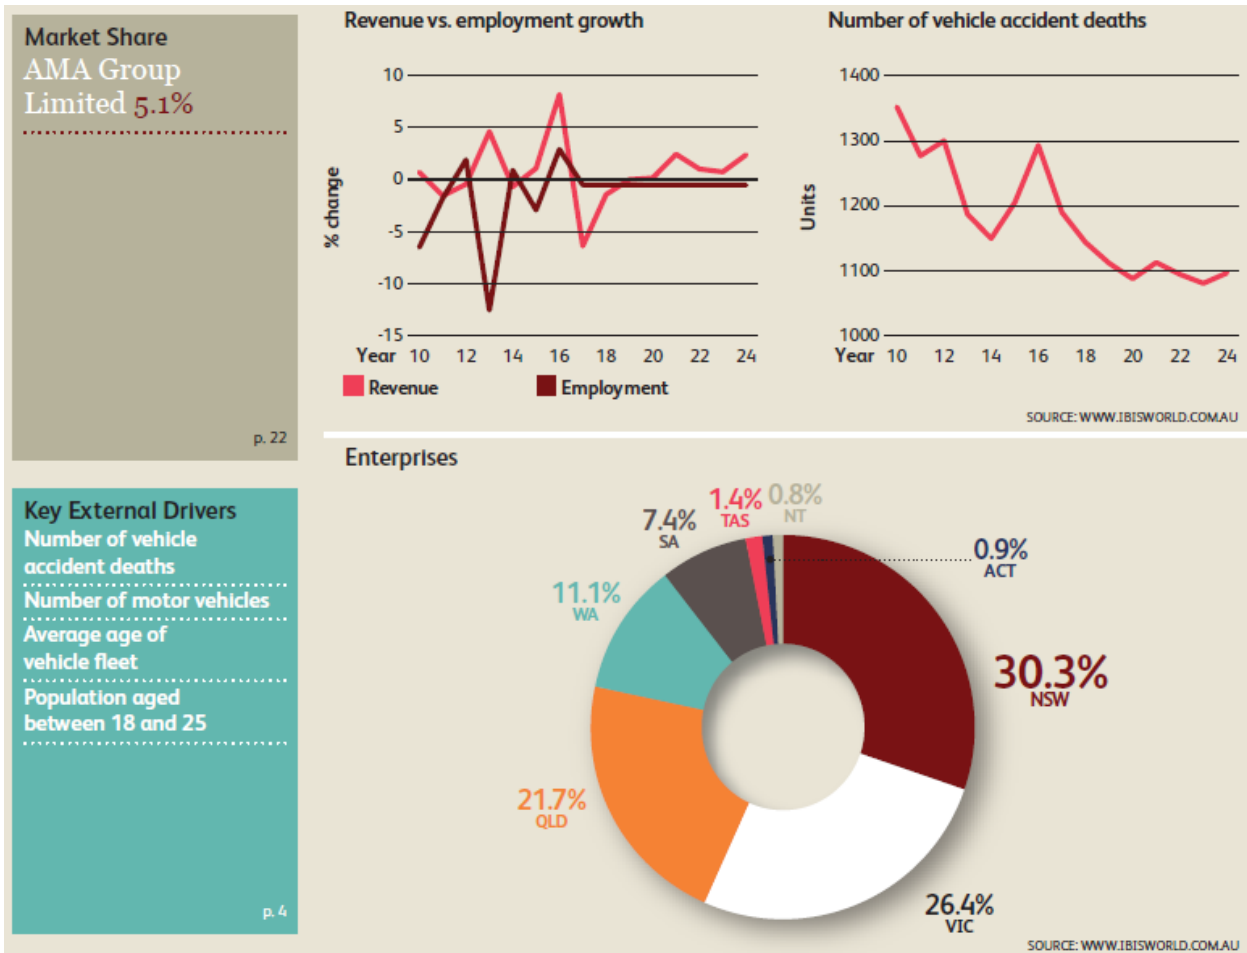 Market Share
AMA Group
Limited 5.1%
p. 22
Key External Drivers
Number of vehicle
accident deaths
Number of motor vehicles
Average age of
vehicle fleet
Population aged
between 18 and 25
p. 4
Revenue vs. employment growth
% change
10
5
0
-5
-10
-15
Year 10 12 14 16 18 20 22 24
Revenue Employment
Number of vehicle accident deaths
Units
1400
1300
1200
1100
1000
Year 10 12 14 16 18 20 22 24
SOURCE: WWW.IBISWORLD.COM.AU
Enterprises
0.8%
NT
1.4%
TAS
7.4%
SA
0.9%
ACT
11.1%
WA
30.3%
NSW
21.7%
QLD
26.4%
VIC
SOURCE: WWW.IBISWORLD.COM.AU